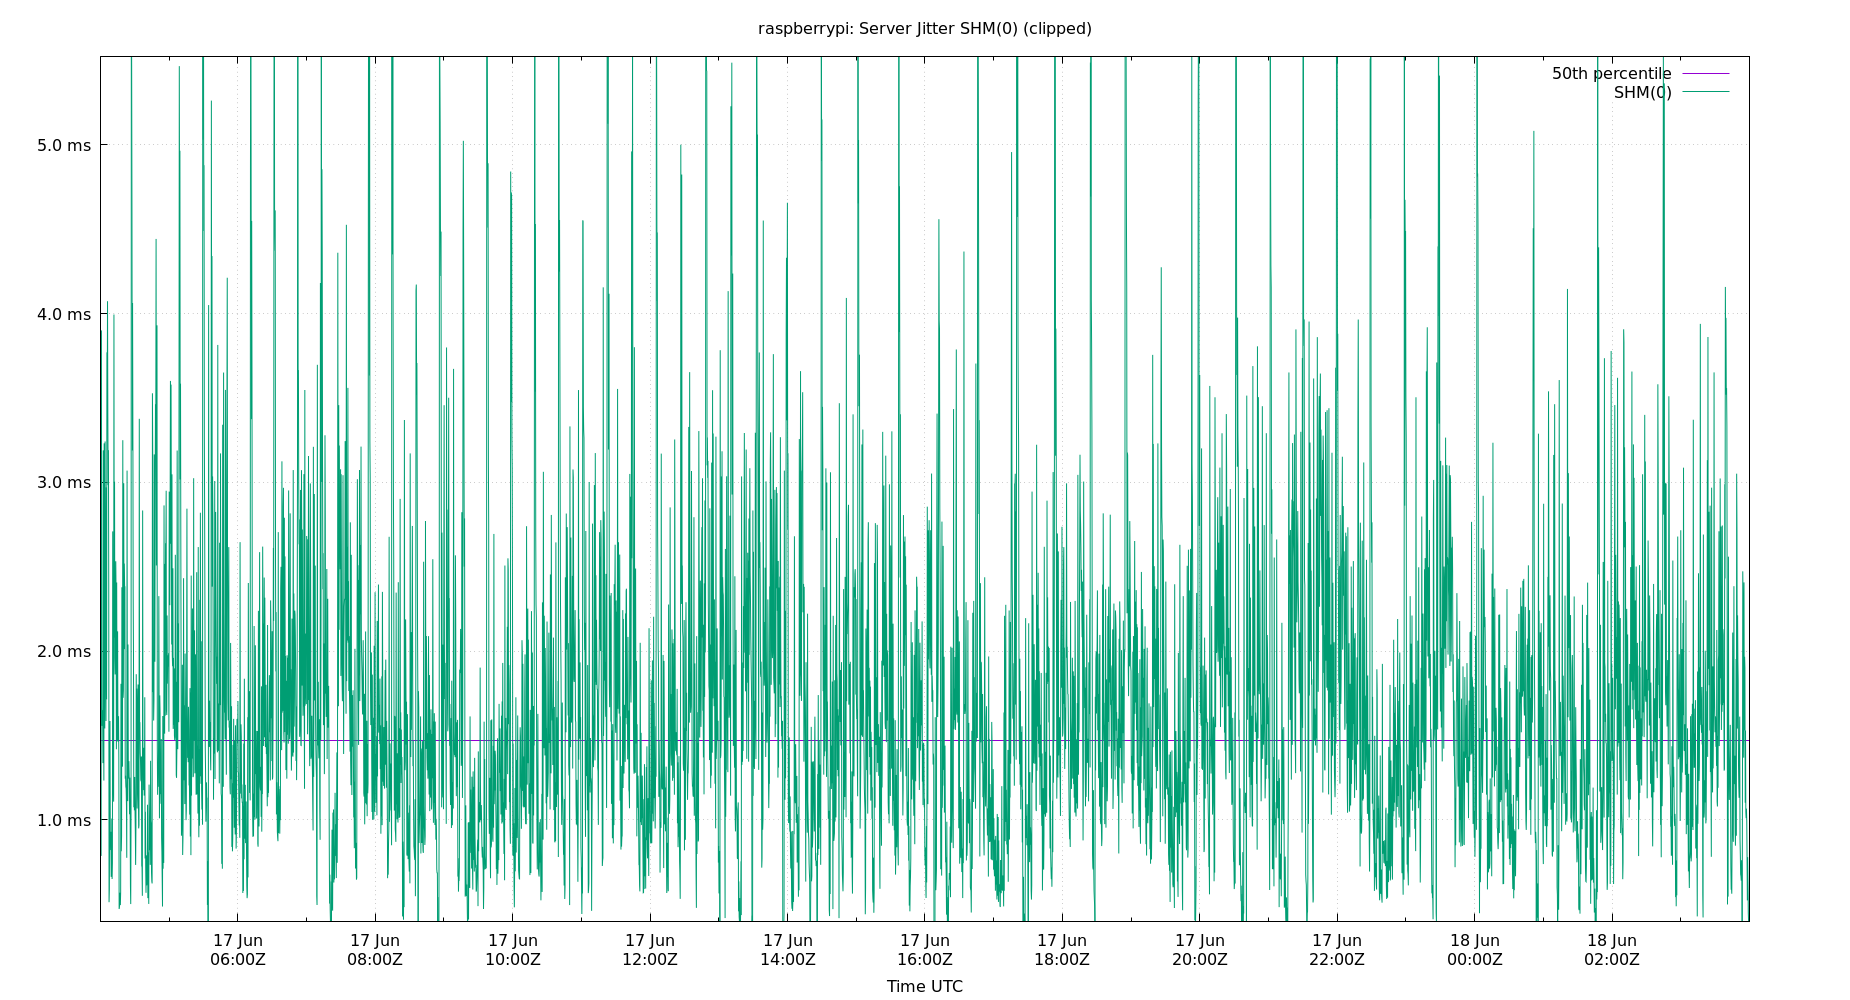 raspberrypi: Server Jitter SHM(0) (clipped)
50th percentile
SHM(0)
5.0 ms
4.0 ms
3.0 ms
2.0 ms
1.0 ms
17 Jun 17 Jun 17 Jun 17 Jun 17 Jun 17 Jun 17 Jun 17 Jun 17 Jun 18 Jun 18 Jun
06:00Z 08:00Z 10:00Z 12:00Z 14:00Z 16:00Z 18:00Z 20:00Z 22:00Z 00:00Z 02:00Z
Time UTC